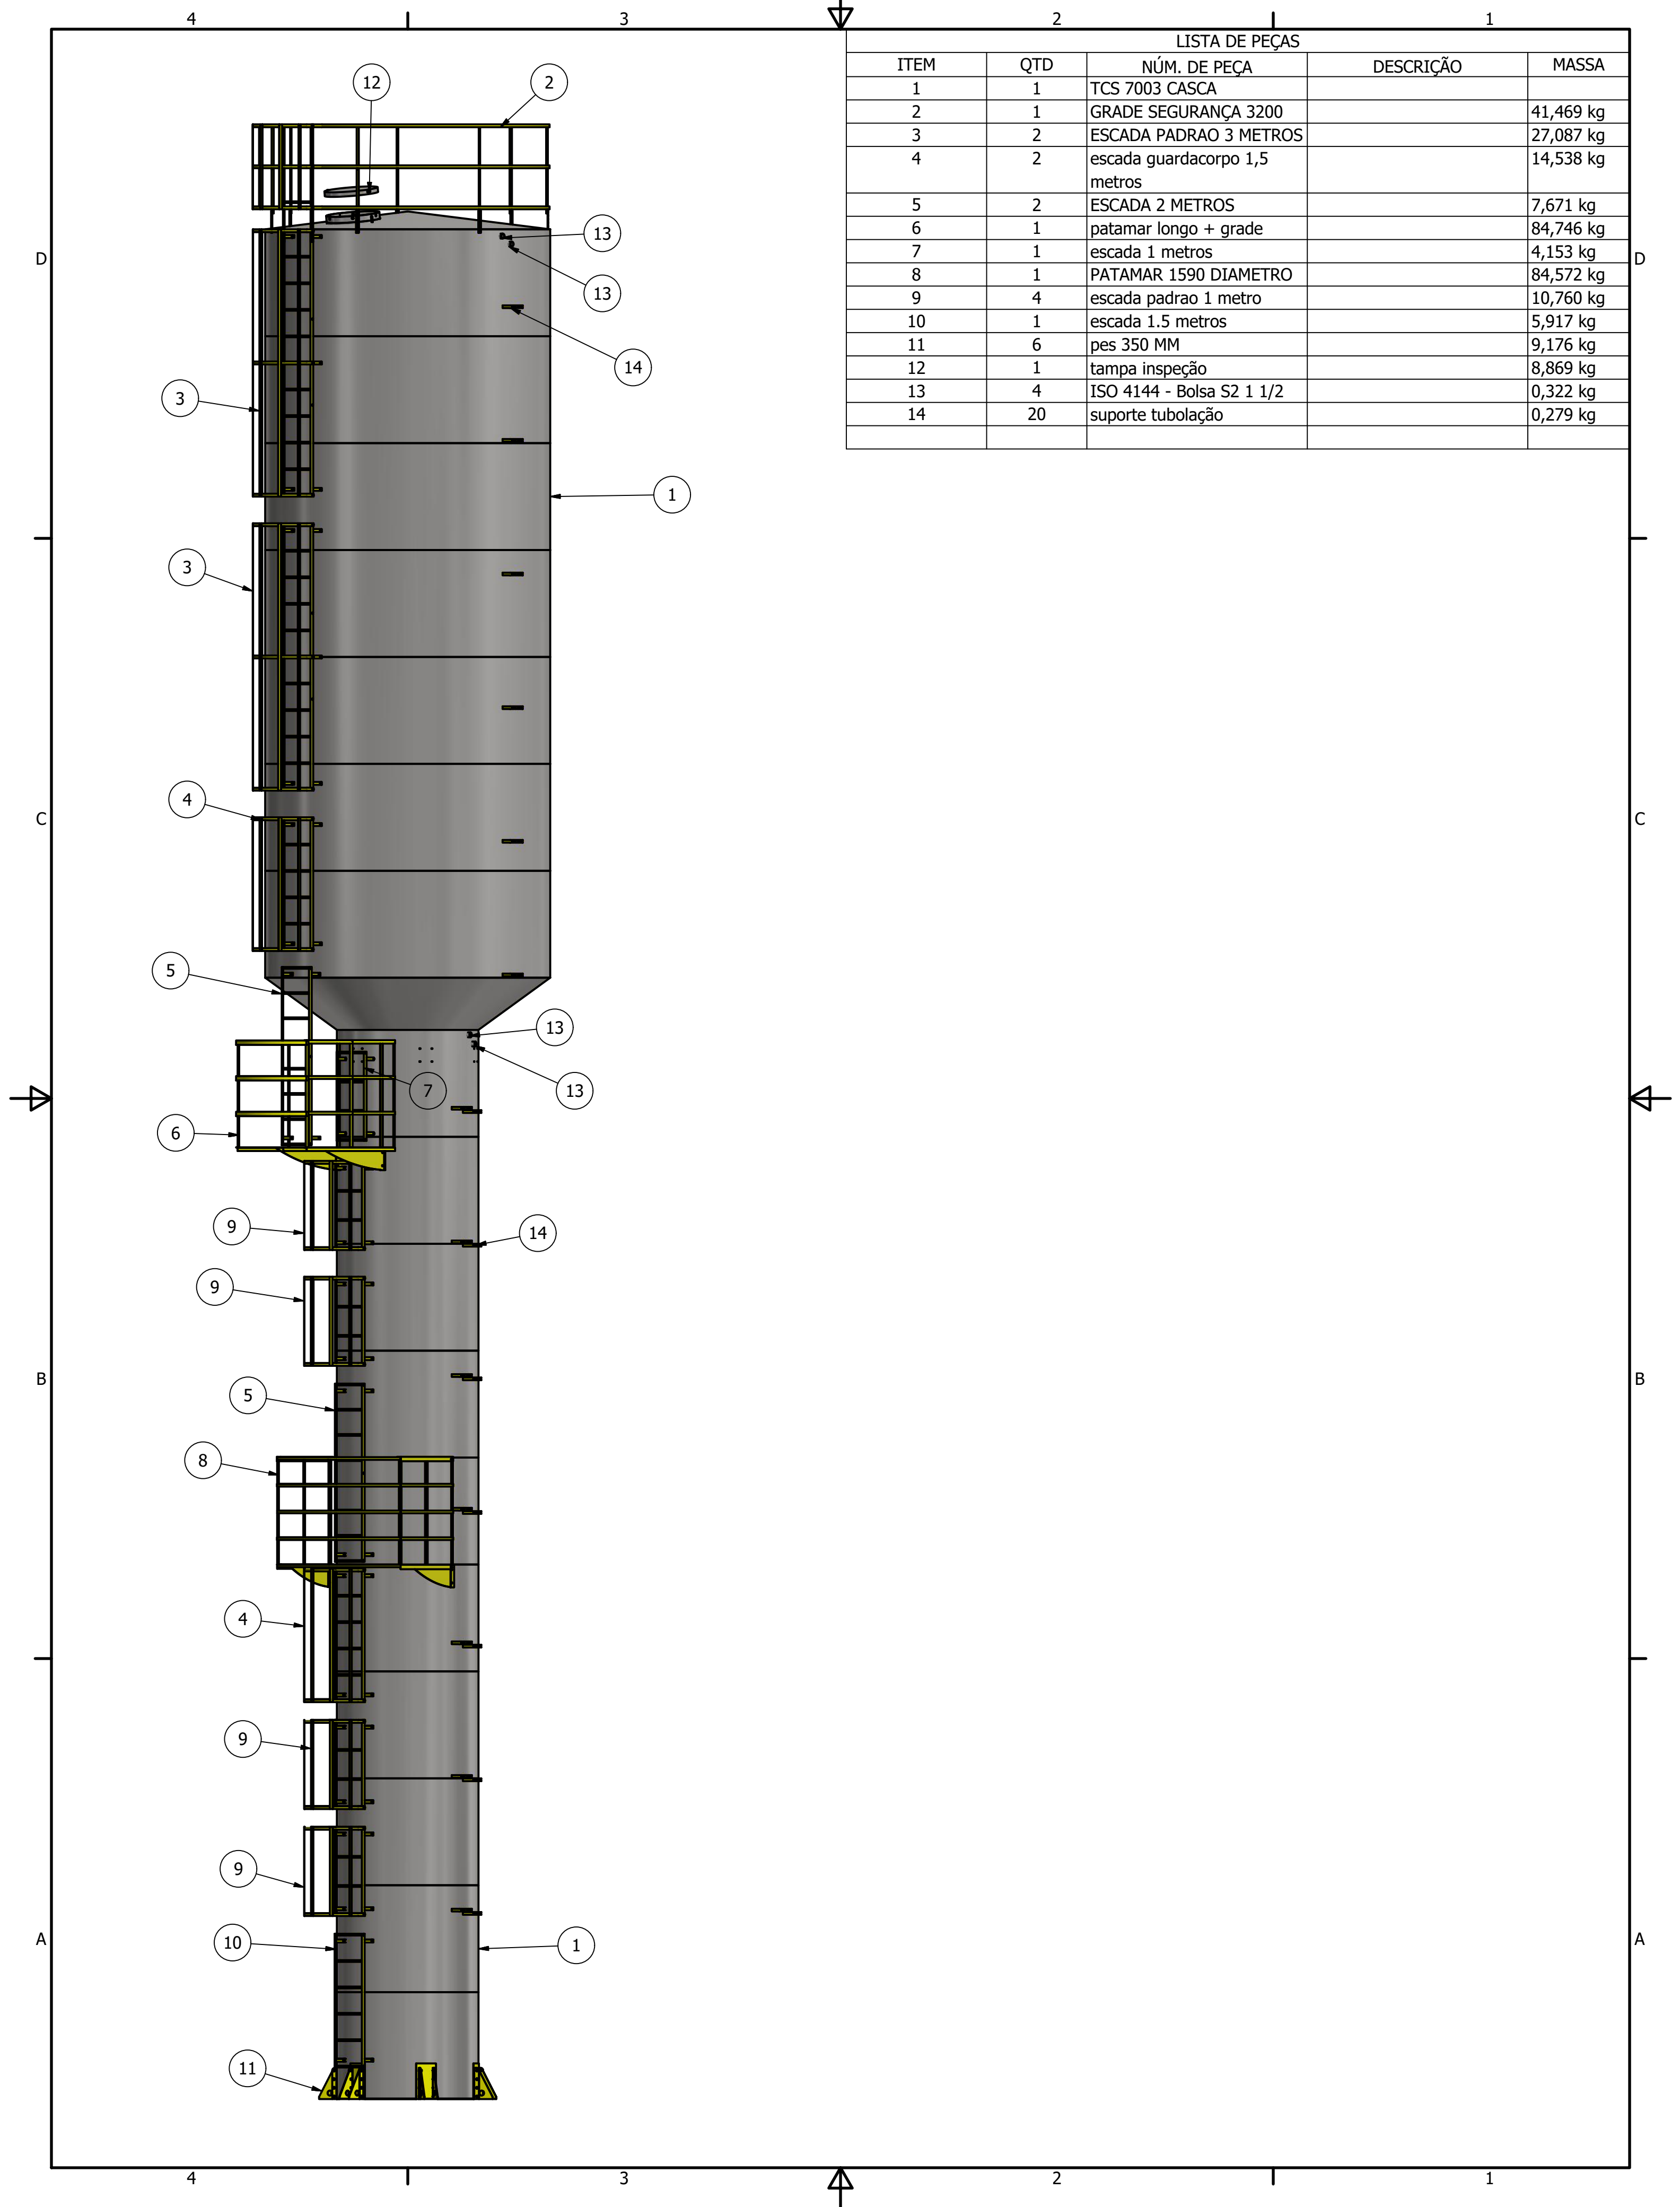 4 3 2 1
LISTA DE PEÇAS
ITEM QTD NÚM. DE PEÇA DESCRIÇÃO MASSA
1 1 TCS 7003 CASCA
2 1 GRADE SEGURANÇA 3200 41,469 kg
3 2 ESCADA PADRAO 3 METROS 27,087 kg
4 2 escada guardacorpo 1,5 14,538 kg
metros
5 2 ESCADA 2 METROS 7,671 kg
6 1 patamar longo + grade 84,746 kg
7 1 escada 1 metros 4,153 kg
8 1 PATAMAR 1590 DIAMETRO 84,572 kg
9 4 escada padrao 1 metro 10,760 kg
10 1 escada 1.5 metros 5,917 kg
11 6 pes 350 MM 9,176 kg
12 1 tampa inspeção 8,869 kg
13 4 ISO 4144 - Bolsa S2 1 1/2 0,322 kg
14 20 suporte tubolação 0,279 kg
12 2
13
D D
13
14
3
1
3
4
C C
5
13
7 13
6
9 14
9
B B
5
8
4
9
9
10 1
A A
11
4 3 2 1